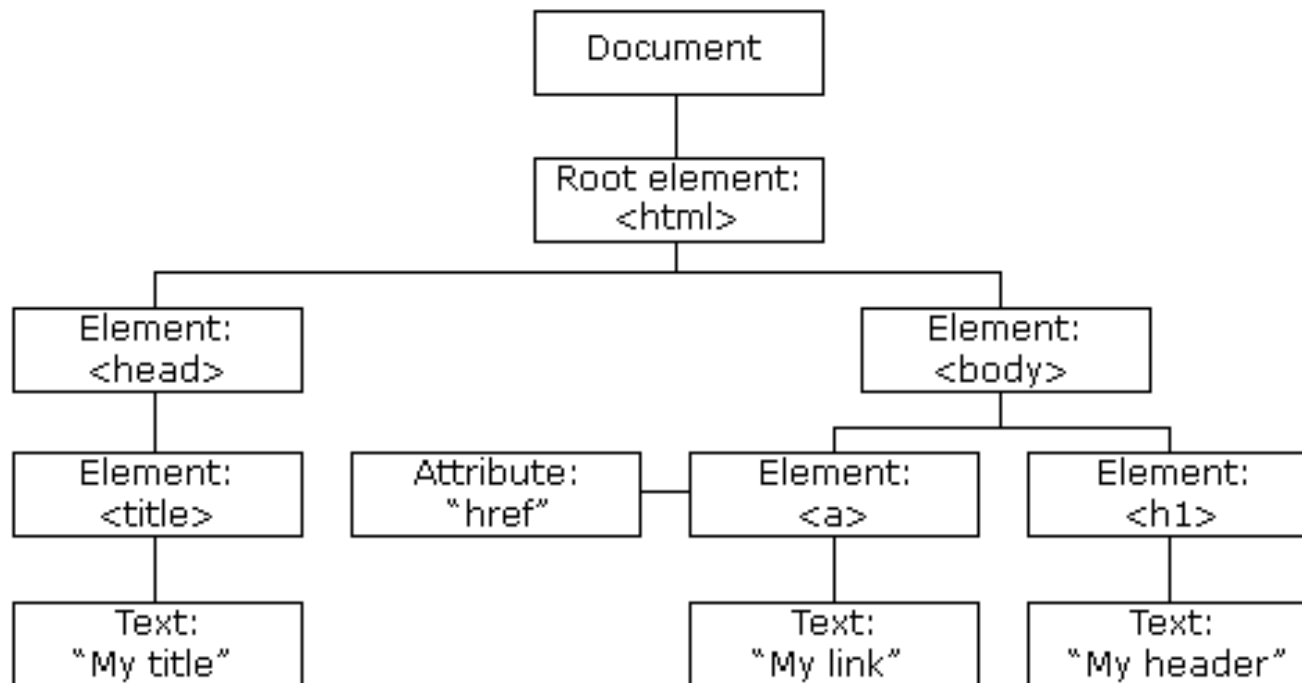 Document
Root element:
<html>
Element:
<head>
Element:
<body>
Element:
<title>
Attribute:
“href”
Element:
<a>
Element:
<h1>
Text:
“My title”
Text:
“My link”
Text:
“My header”